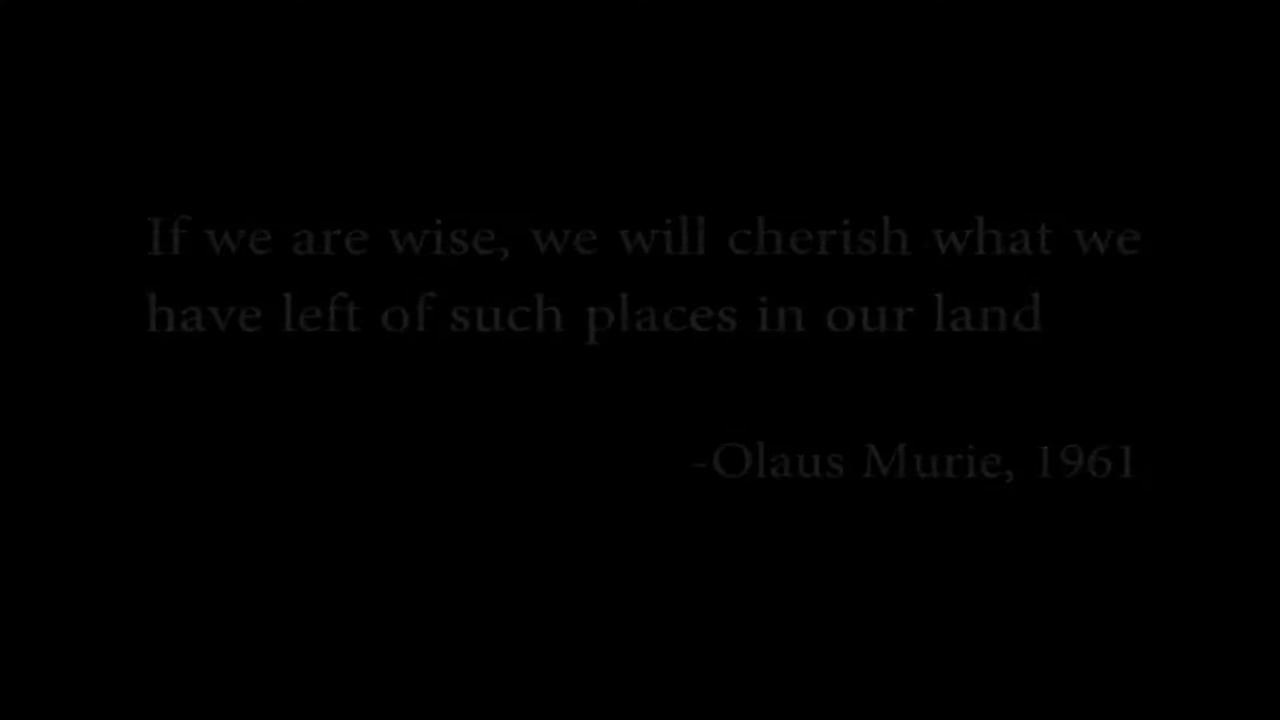 If we are wise, we will cherish what we
have left of such places in our land
-Olaus Murie, 1961